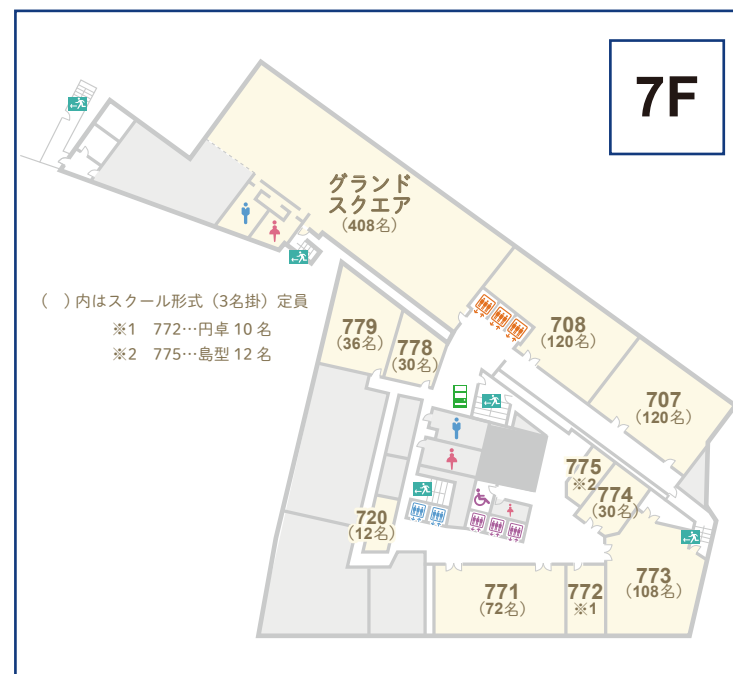 7F
グランド
スクエア
(408名)
（　）内はスクール形式（3名掛）定員
※1　772…円卓 10 名
※2　775…島型 12 名
779
(36名)
778
(30名)
708
(120名)
707
(120名)
775
※2
774
(30名)
720
(12名)
771
(72名)
772
※1
773
(108名)